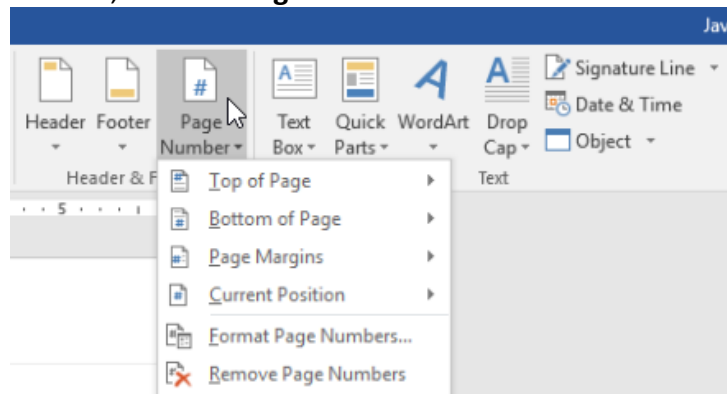 Jav
Header Footer Page Number Text Box Quick Parts WordArt Drop Cap
Signature Line
Date & Time
Object
Header & F
Text
5
Top of Page
Bottom of Page
Page Margins
Current Position
Format Page Numbers...
Remove Page Numbers